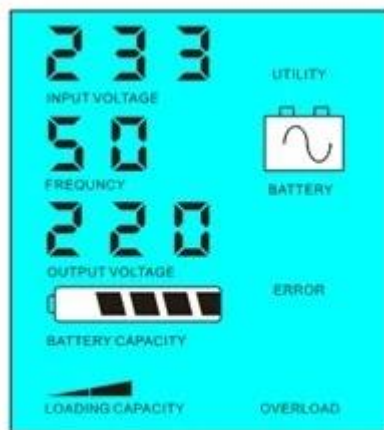 233
UTILITY
INPUT VOLTAGE
50
FREQUNCY
BATTERY
220
OUTPUT VOLTAGE
ERROR
BATTERY CAPACITY
LOADING CAPACITY
OVERLOAD